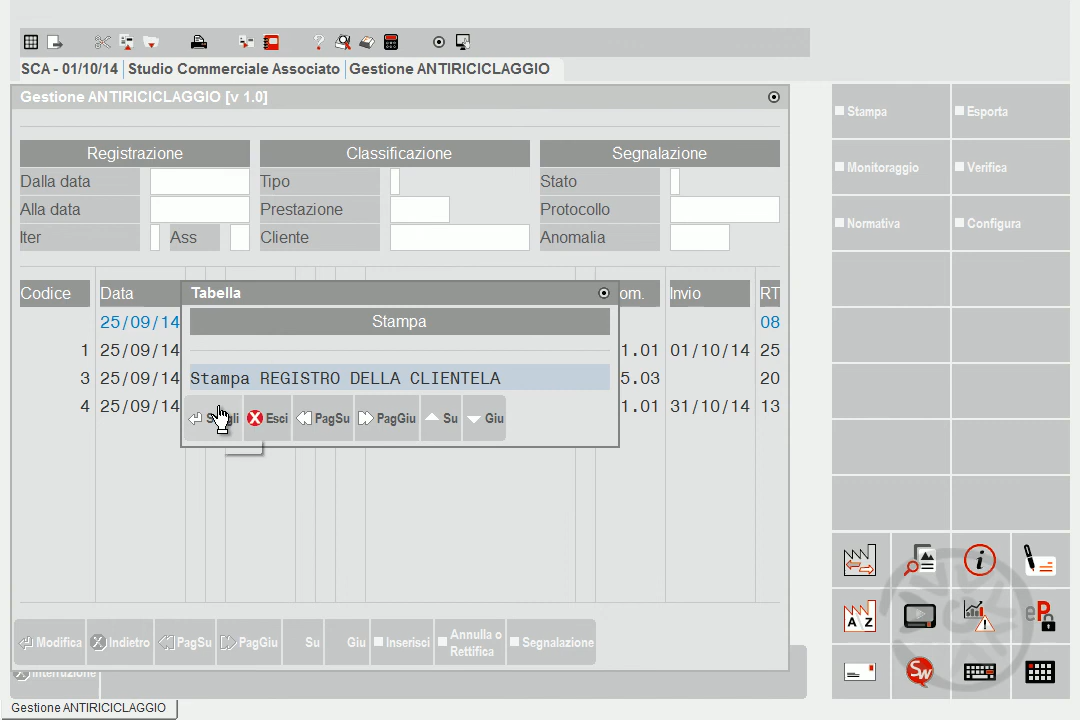 SCA - 01/10/14 Studio Commerciale Associato Gestione ANTIRICICLAGGIO
Gestione ANTIRICICLAGGIO [v 1.0]
Registrazione Classificazione Segnalazione
Dalla data Tipo Stato
Alla data Prestazione Protocollo
Iter Ass Cliente Anomalia
Codice Data om. Invio RT
25/09/14 08
1 25/09/14 1.01 01/10/14 25
3 25/09/14 5.03 20
4 25/09/14 1.01 31/10/14 13
Tabella
Stampa
Stampa REGISTRO DELLA CLIENTELA
Esci PagSu PagGiu Su Giu
Modifica Indietro PagSu PagGiu Su Giu Inserisci Annulla o Rettifica Segnalazione
Interruzione
Gestione ANTIRICICLAGGIO
Stampa Esporta
Monitoraggio Verifica
Normativa Configura
i
A Z eP
Sw